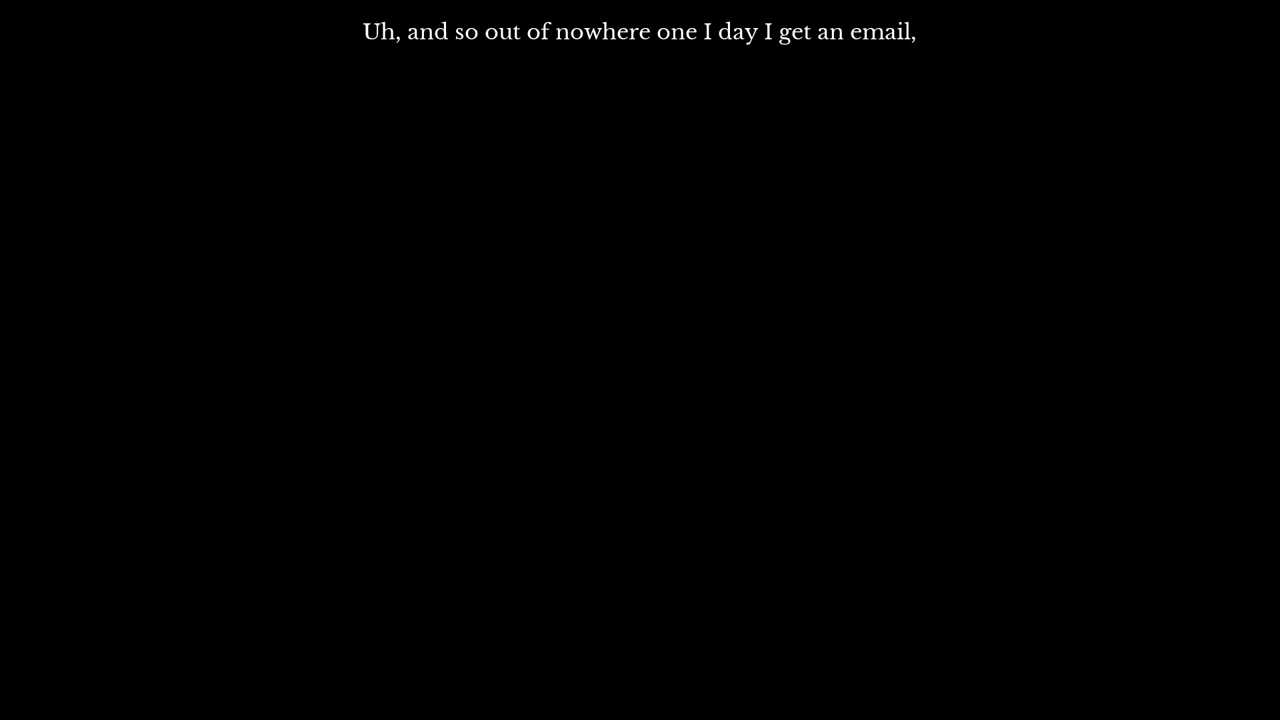 Uh, and so out of nowhere one I day I get an email,